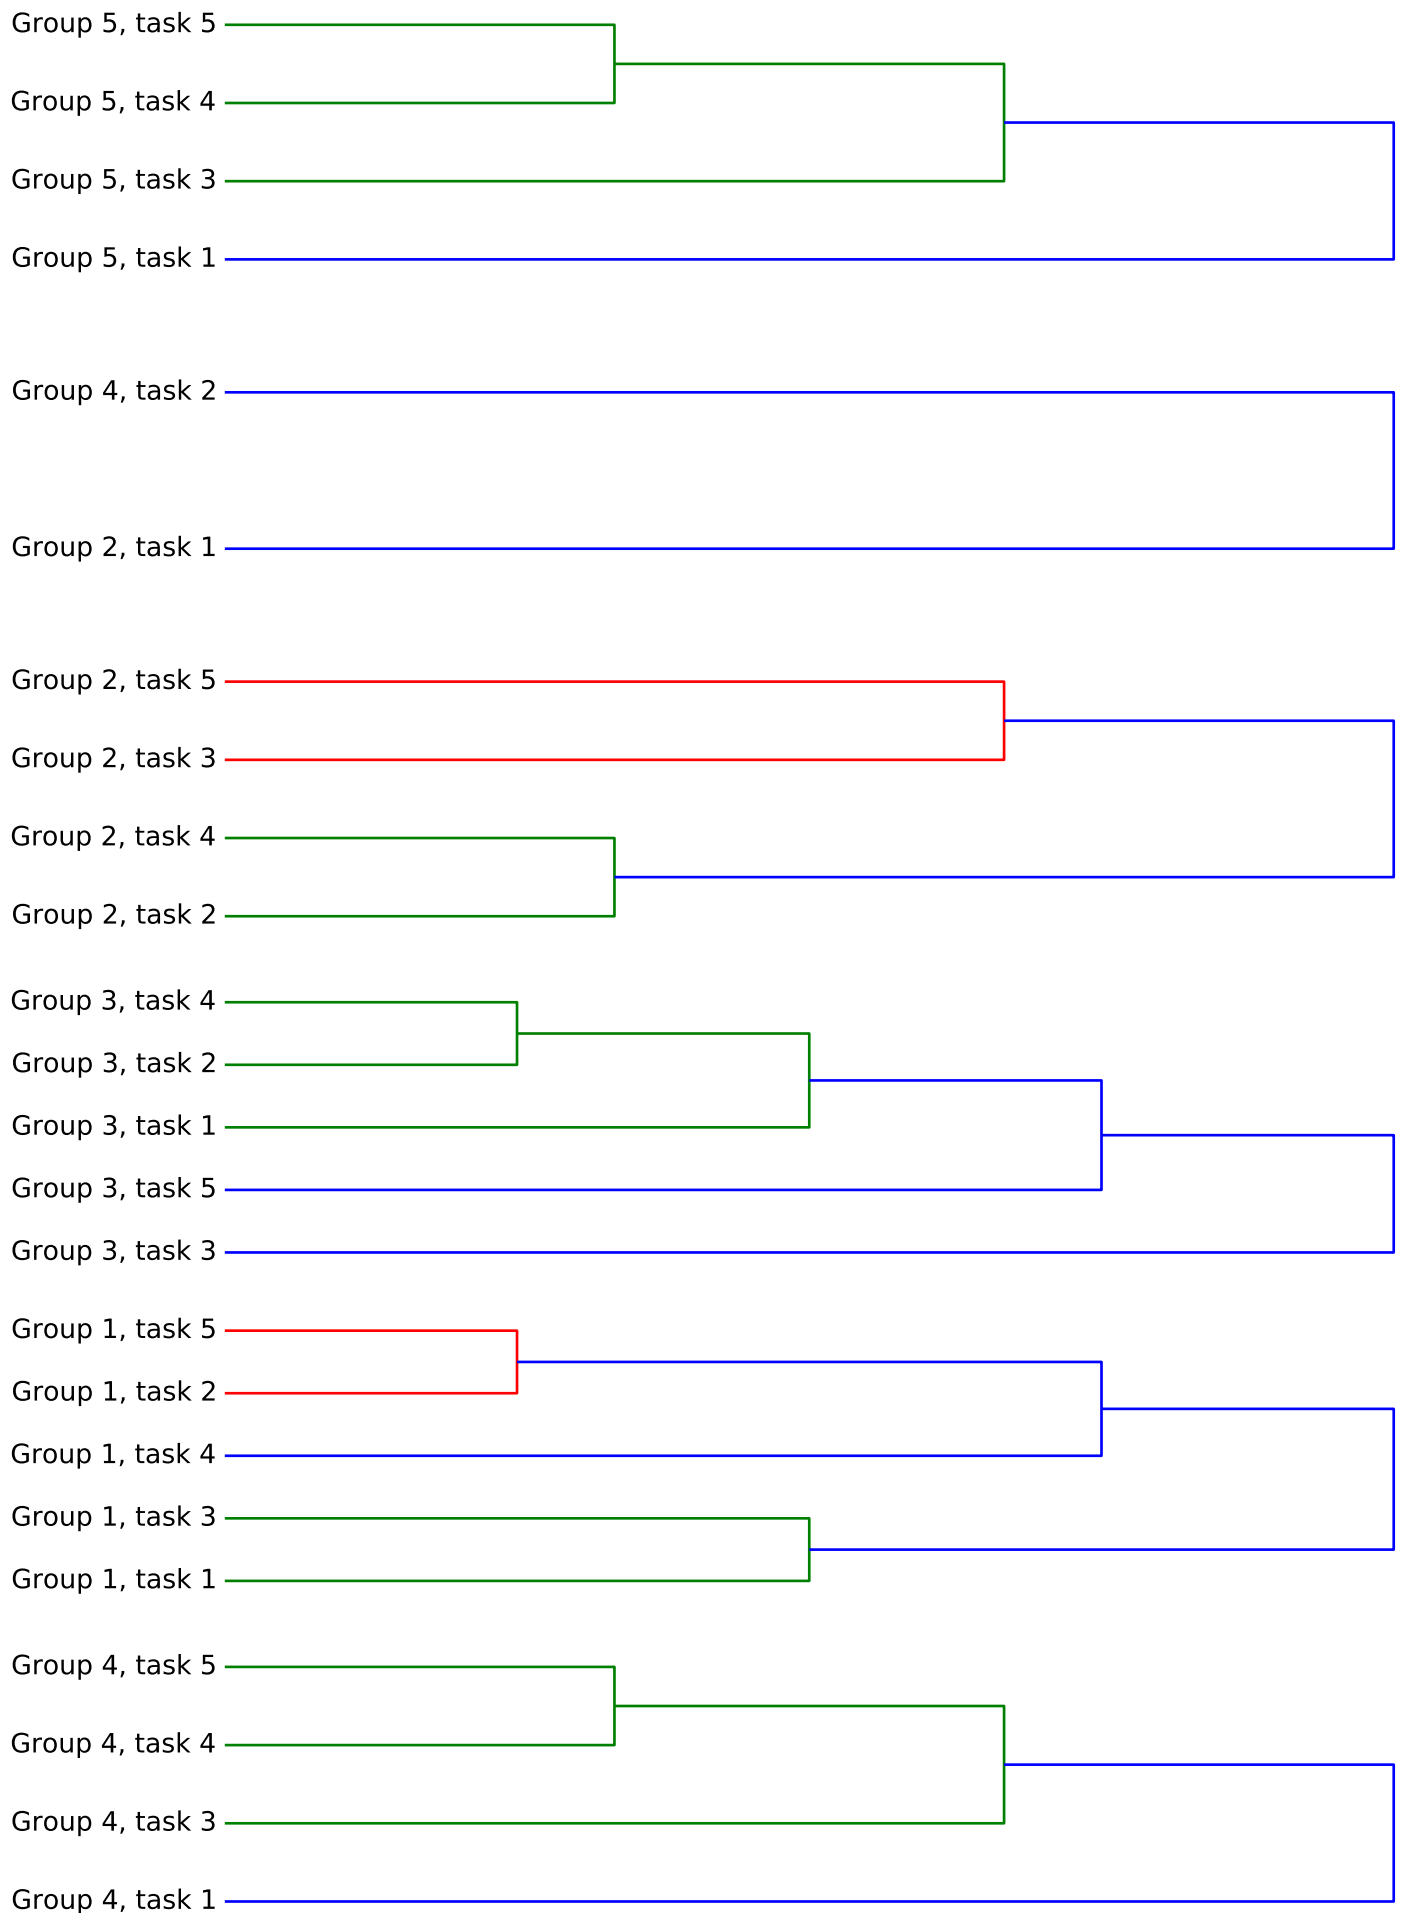 Group 5, task 5
Group 5, task 4
Group 5, task 3
Group 5, task 1
Group 4, task 2
Group 2, task 1
Group 2, task 5
Group 2, task 3
Group 2, task 4
Group 2, task 2
Group 3, task 4
Group 3, task 2
Group 3, task 1
Group 3, task 5
Group 3, task 3
Group 1, task 5
Group 1, task 2
Group 1, task 4
Group 1, task 3
Group 1, task 1
Group 4, task 5
Group 4, task 4
Group 4, task 3
Group 4, task 1